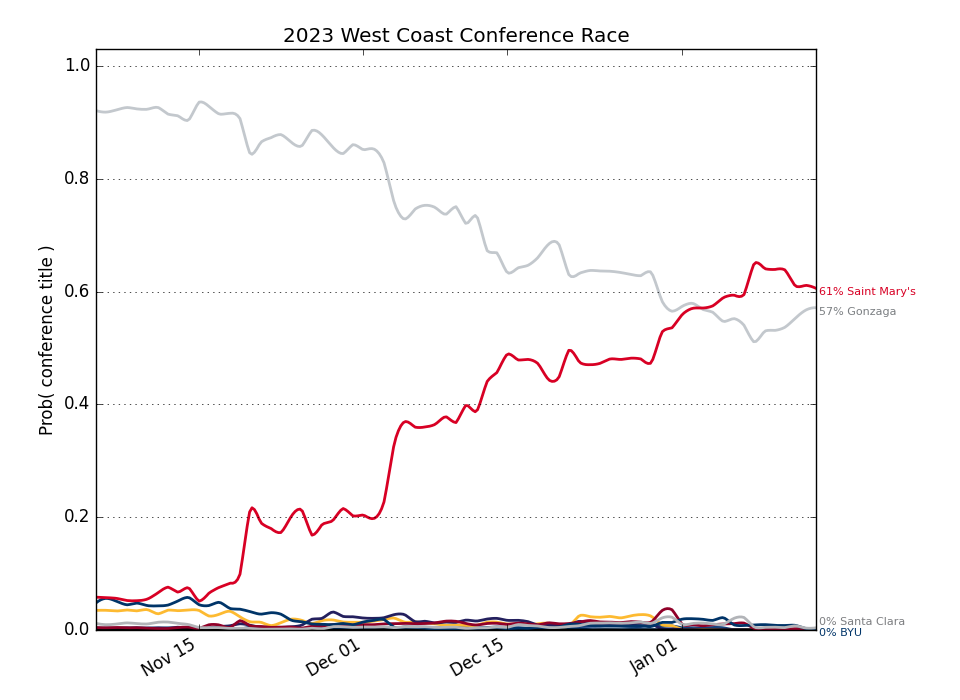 2023 West Coast Conference Race
Prob( conference title )
1.0
0.8
0.6
0.4
0.2
0.0
61% Saint Mary's
57% Gonzaga
0% Santa Clara
0% BYU
Nov 15
Dec 01
Dec 15
Jan 01